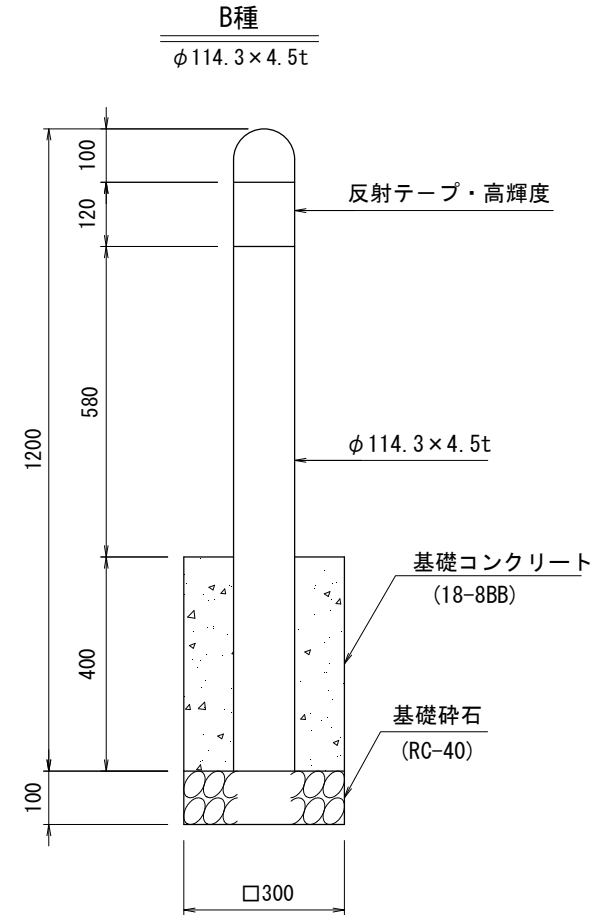 B種
φ114.3×4.5t
100
反射テープ・高輝度
120
580
1200
φ114.3×4.5t
基礎コンクリート
(18-8BB)
400
基礎砕石
(RC-40)
100
□300